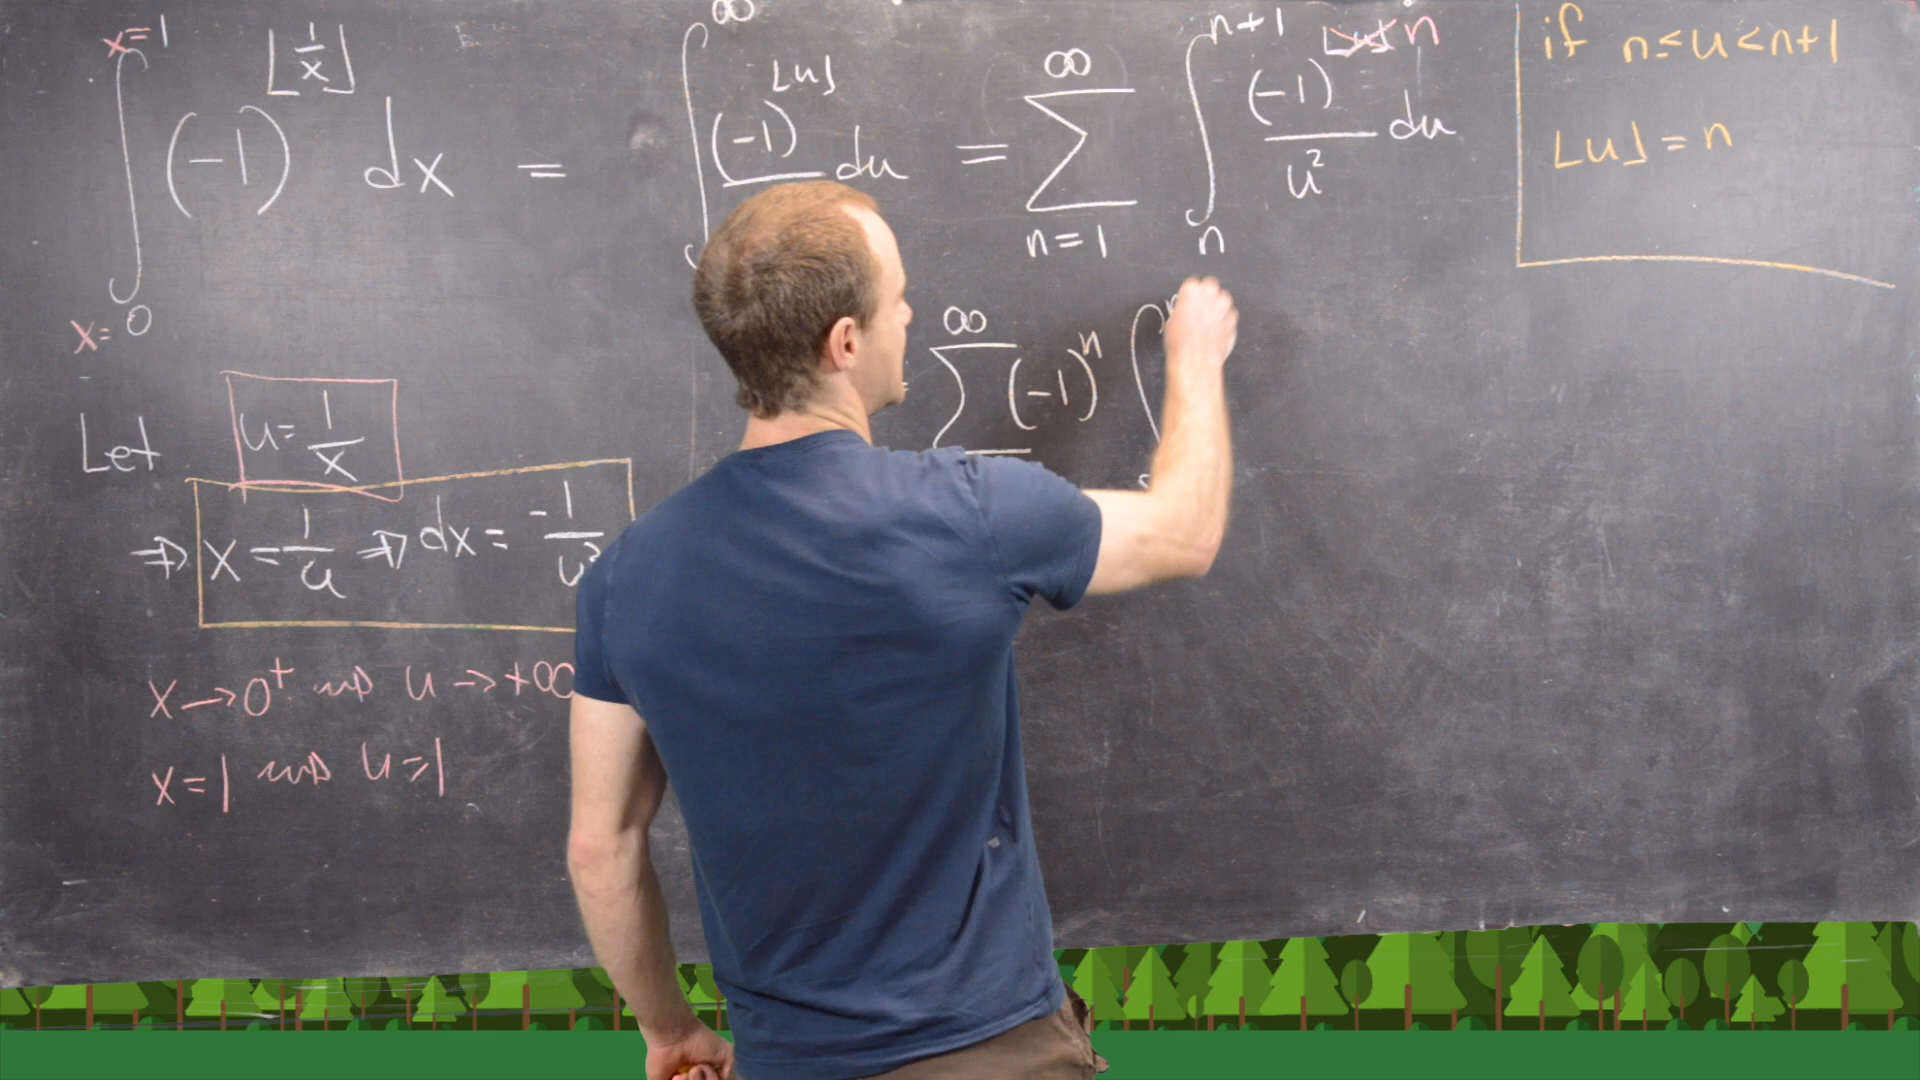 x=1 ∫ (-1)^⌊1/x⌋ dx = ∫^∞ (-1)^⌊u⌋ du = ∑_{n=1}^∞ ∫_n^{n+1} (-1)^n / u² du
x=0
if n≤u<n+1
⌊u⌋=n
∑^∞ (-1)^n ∫
Let u=1/x
⇒ x=1/u ⇒ dx=-1/u²
x→0⁺ ⇝ u→+∞
x=1 ⇝ u=1